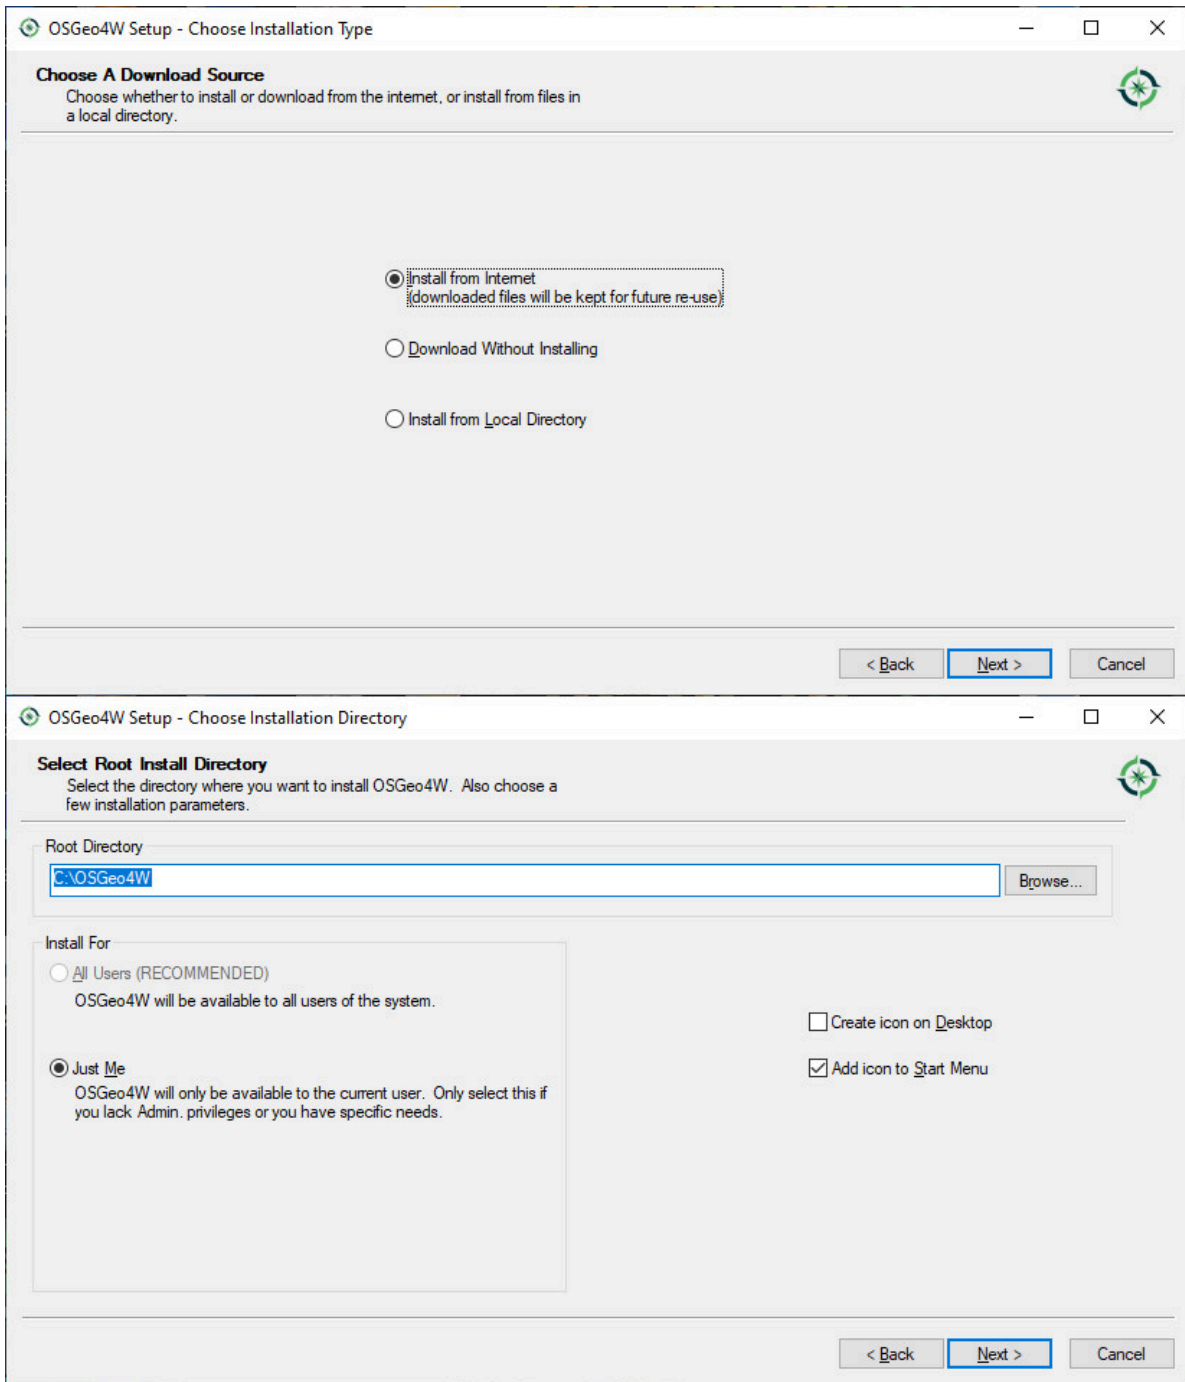 OSGeo4W Setup - Choose Installation Type
Choose A Download Source
Choose whether to install or download from the internet, or install from files in
a local directory.
Install from Internet
(downloaded files will be kept for future re-use)
Download Without Installing
Install from Local Directory
< Back
Next >
Cancel
OSGeo4W Setup - Choose Installation Directory
Select Root Install Directory
Select the directory where you want to install OSGeo4W. Also choose a
few installation parameters.
Root Directory
C:\OSGeo4W
Browse...
Install For
All Users (RECOMMENDED)
OSGeo4W will be available to all users of the system.
Just Me
OSGeo4W will only be available to the current user. Only select this if
you lack Admin. privileges or you have specific needs.
Create icon on Desktop
Add icon to Start Menu
< Back
Next >
Cancel